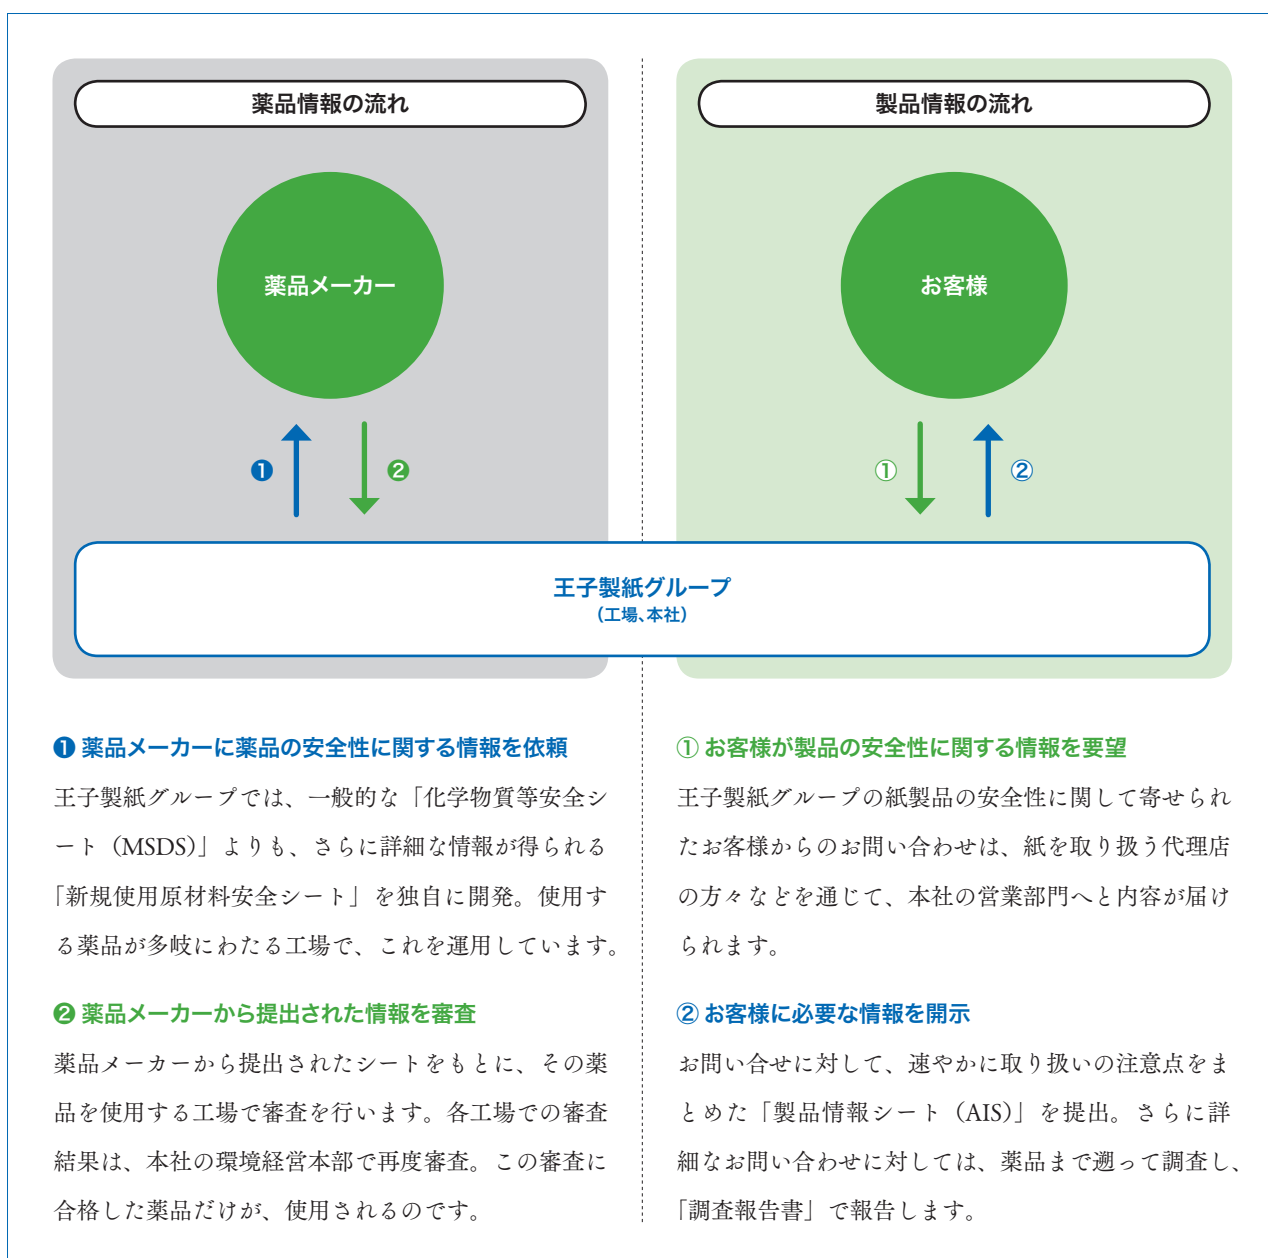 薬品情報の流れ
薬品メーカー
❶
❷
製品情報の流れ
お客様
①
②
王子製紙グループ
（工場、本社）
❶ 薬品メーカーに薬品の安全性に関する情報を依頼
王子製紙グループでは、一般的な「化学物質等安全シ
ート（MSDS）」よりも、さらに詳細な情報が得られる
「新規使用原材料安全シート」を独自に開発。使用す
る薬品が多岐にわたる工場で、これを運用しています。
❷ 薬品メーカーから提出された情報を審査
薬品メーカーから提出されたシートをもとに、その薬
品を使用する工場で審査を行います。各工場での審査
結果は、本社の環境経営本部で再度審査。この審査に
合格した薬品だけが、使用されるのです。
① お客様が製品の安全性に関する情報を要望
王子製紙グループの紙製品の安全性に関して寄せられ
たお客様からのお問い合わせは、紙を取り扱う代理店
の方々などを通じて、本社の営業部門へと内容が届け
られます。
② お客様に必要な情報を開示
お問い合せに対して、速やかに取り扱いの注意点をま
とめた「製品情報シート（AIS）」を提出。さらに詳
細なお問い合わせに対しては、薬品まで遡って調査し、
「調査報告書」で報告します。